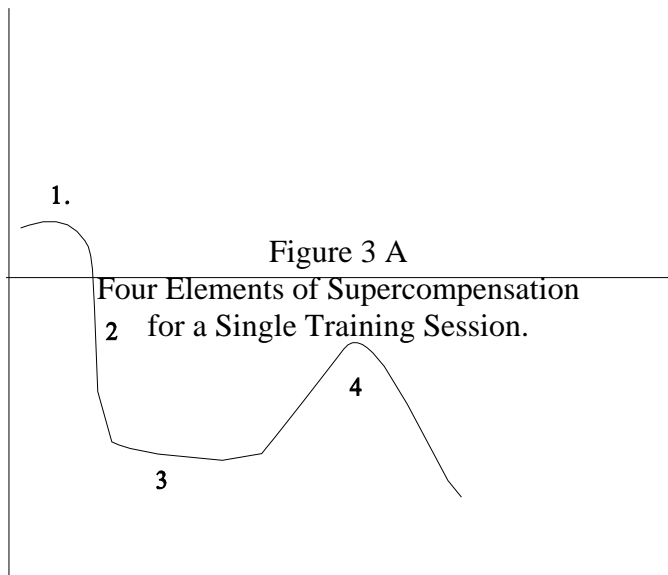 1.
Figure 3 A
Four Elements of Supercompensation
2 for a Single Training Session.
4
3